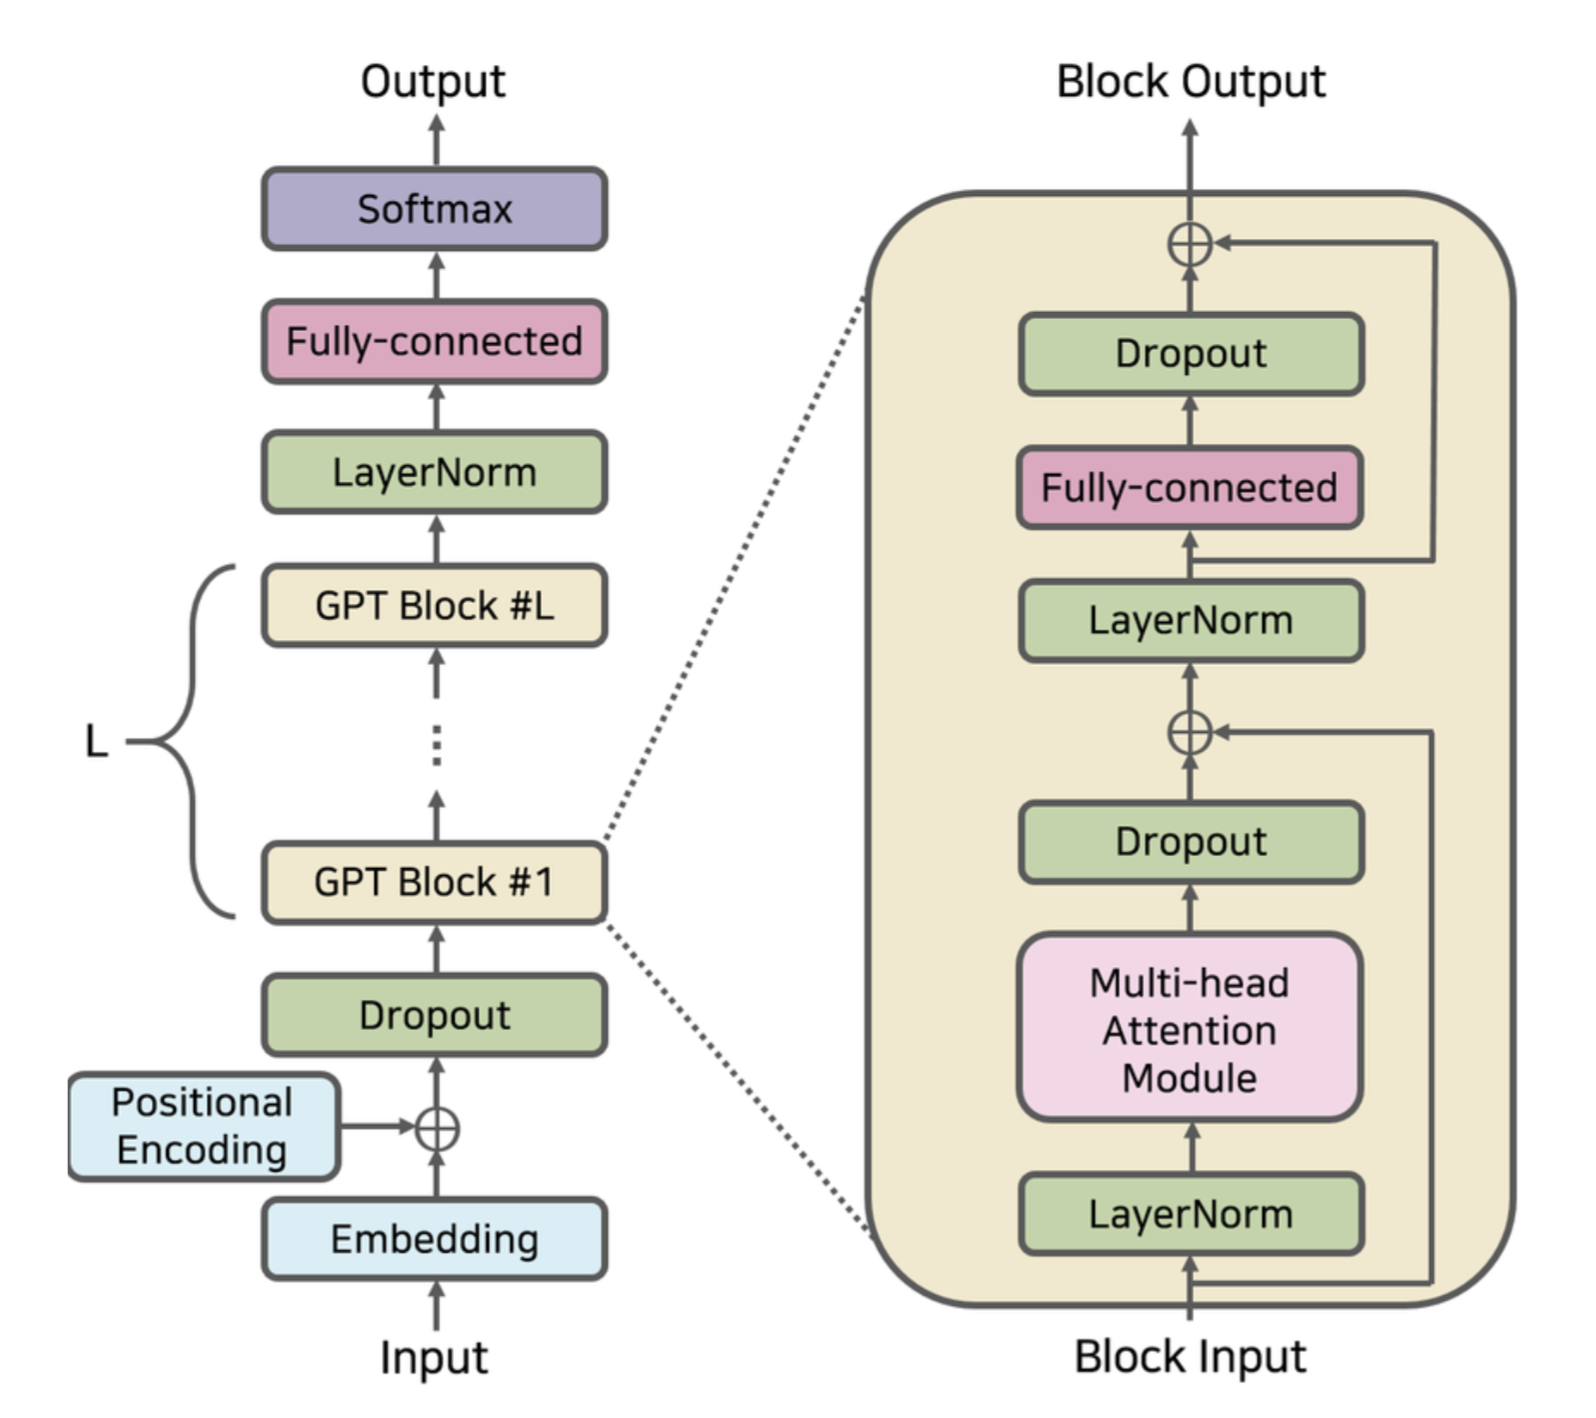 Output
Softmax
Fully-connected
LayerNorm
GPT Block #L
L
GPT Block #1
Dropout
Positional
Encoding
Embedding
Input
Block Output
Dropout
Fully-connected
LayerNorm
Dropout
Multi-head
Attention
Module
LayerNorm
Block Input